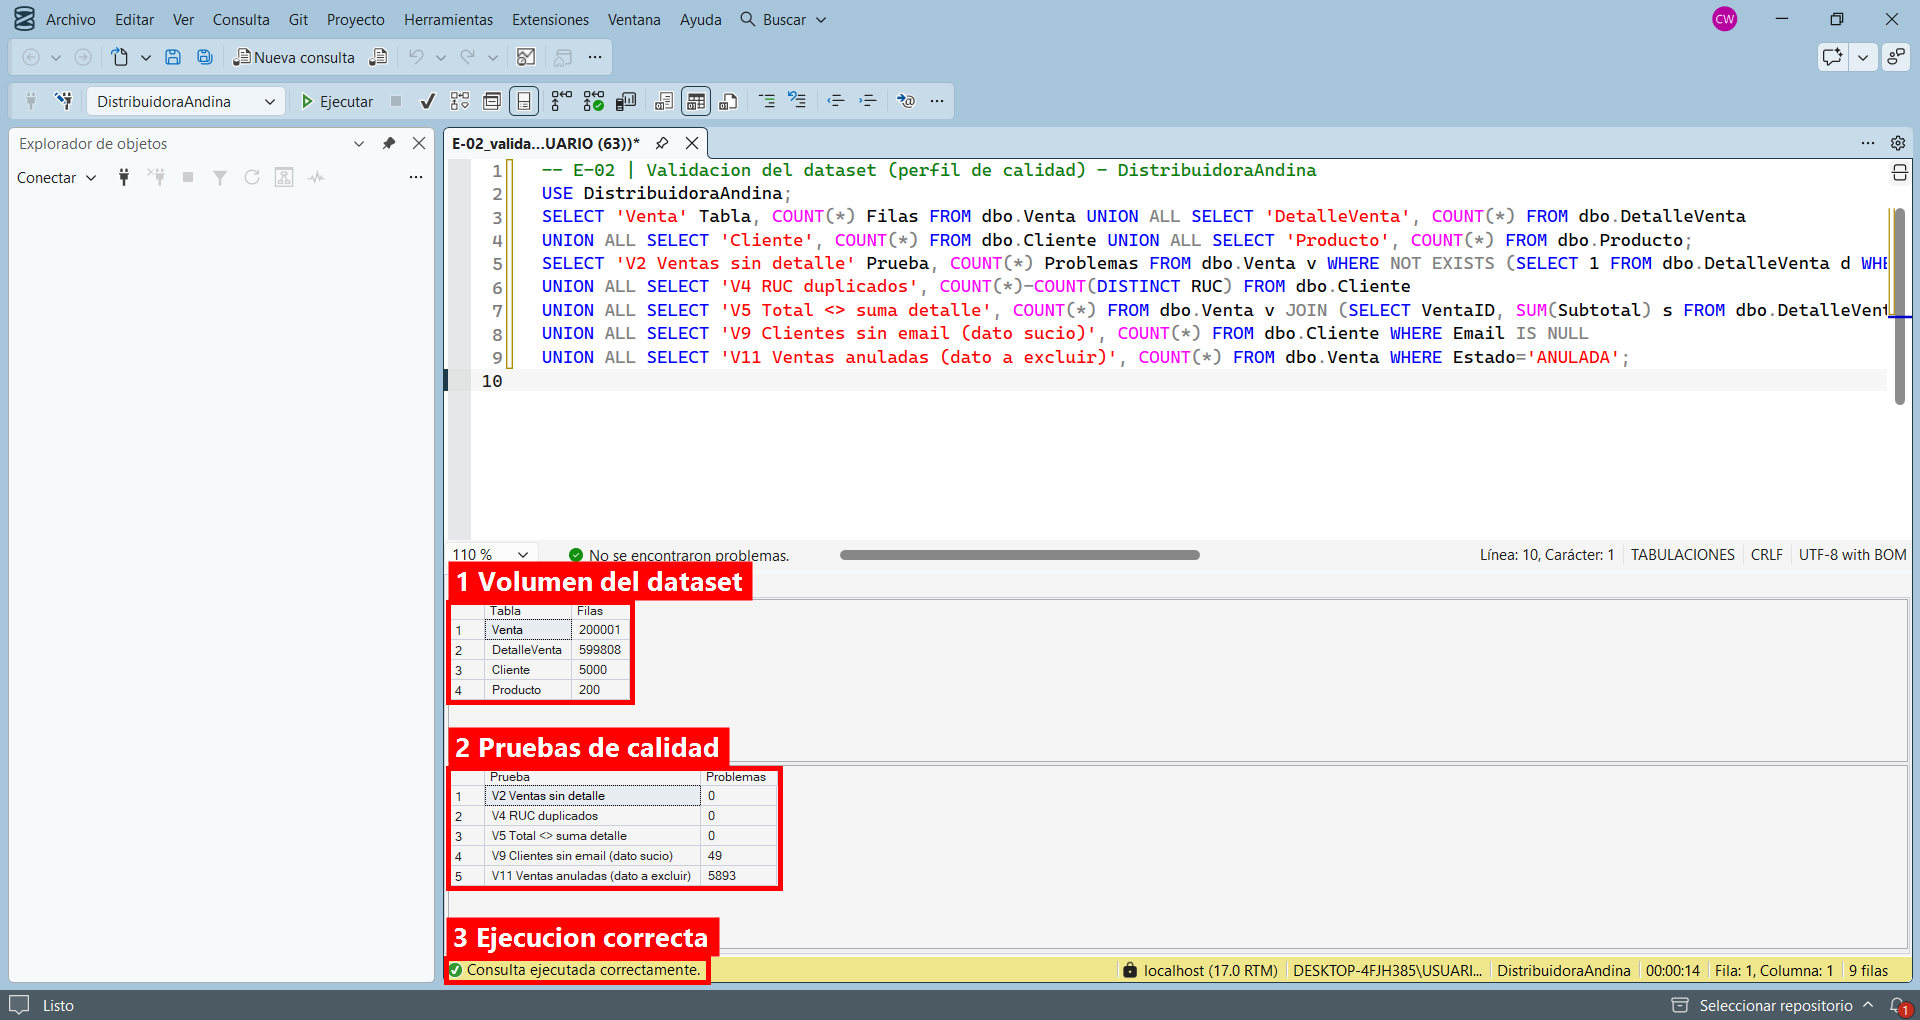 Archivo Editar Ver Consulta Git Proyecto Herramientas Extensiones Ventana Ayuda Buscar CW
Nueva consulta
DistribuidoraAndina Ejecutar
Explorador de objetos
Conectar
E-02_valida...UARIO (63))*
1 -- E-02 | Validacion del dataset (perfil de calidad) - DistribuidoraAndina
2 USE DistribuidoraAndina;
3 SELECT 'Venta' Tabla, COUNT(*) Filas FROM dbo.Venta UNION ALL SELECT 'DetalleVenta', COUNT(*) FROM dbo.DetalleVenta
4 UNION ALL SELECT 'Cliente', COUNT(*) FROM dbo.Cliente UNION ALL SELECT 'Producto', COUNT(*) FROM dbo.Producto;
5 SELECT 'V2 Ventas sin detalle' Prueba, COUNT(*) Problemas FROM dbo.Venta v WHERE NOT EXISTS (SELECT 1 FROM dbo.DetalleVenta d WHE
6 UNION ALL SELECT 'V4 RUC duplicados', COUNT(*)-COUNT(DISTINCT RUC) FROM dbo.Cliente
7 UNION ALL SELECT 'V5 Total <> suma detalle', COUNT(*) FROM dbo.Venta v JOIN (SELECT VentaID, SUM(Subtotal) s FROM dbo.DetalleVent
8 UNION ALL SELECT 'V9 Clientes sin email (dato sucio)', COUNT(*) FROM dbo.Cliente WHERE Email IS NULL
9 UNION ALL SELECT 'V11 Ventas anuladas (dato a excluir)', COUNT(*) FROM dbo.Venta WHERE Estado='ANULADA';
10
110 % No se encontraron problemas. Línea: 10, Carácter: 1 TABULACIONES CRLF UTF-8 with BOM
1 Volumen del dataset
Tabla Filas
1 Venta 200001
2 DetalleVenta 599808
3 Cliente 5000
4 Producto 200
2 Pruebas de calidad
Prueba Problemas
1 V2 Ventas sin detalle 0
2 V4 RUC duplicados 0
3 V5 Total <> suma detalle 0
4 V9 Clientes sin email (dato sucio) 49
5 V11 Ventas anuladas (dato a excluir) 5893
3 Ejecucion correcta
Consulta ejecutada correctamente. localhost (17.0 RTM) DESKTOP-4FJH385\USUARI... DistribuidoraAndina 00:00:14 Fila: 1, Columna: 1 9 filas
Listo Seleccionar repositorio 1